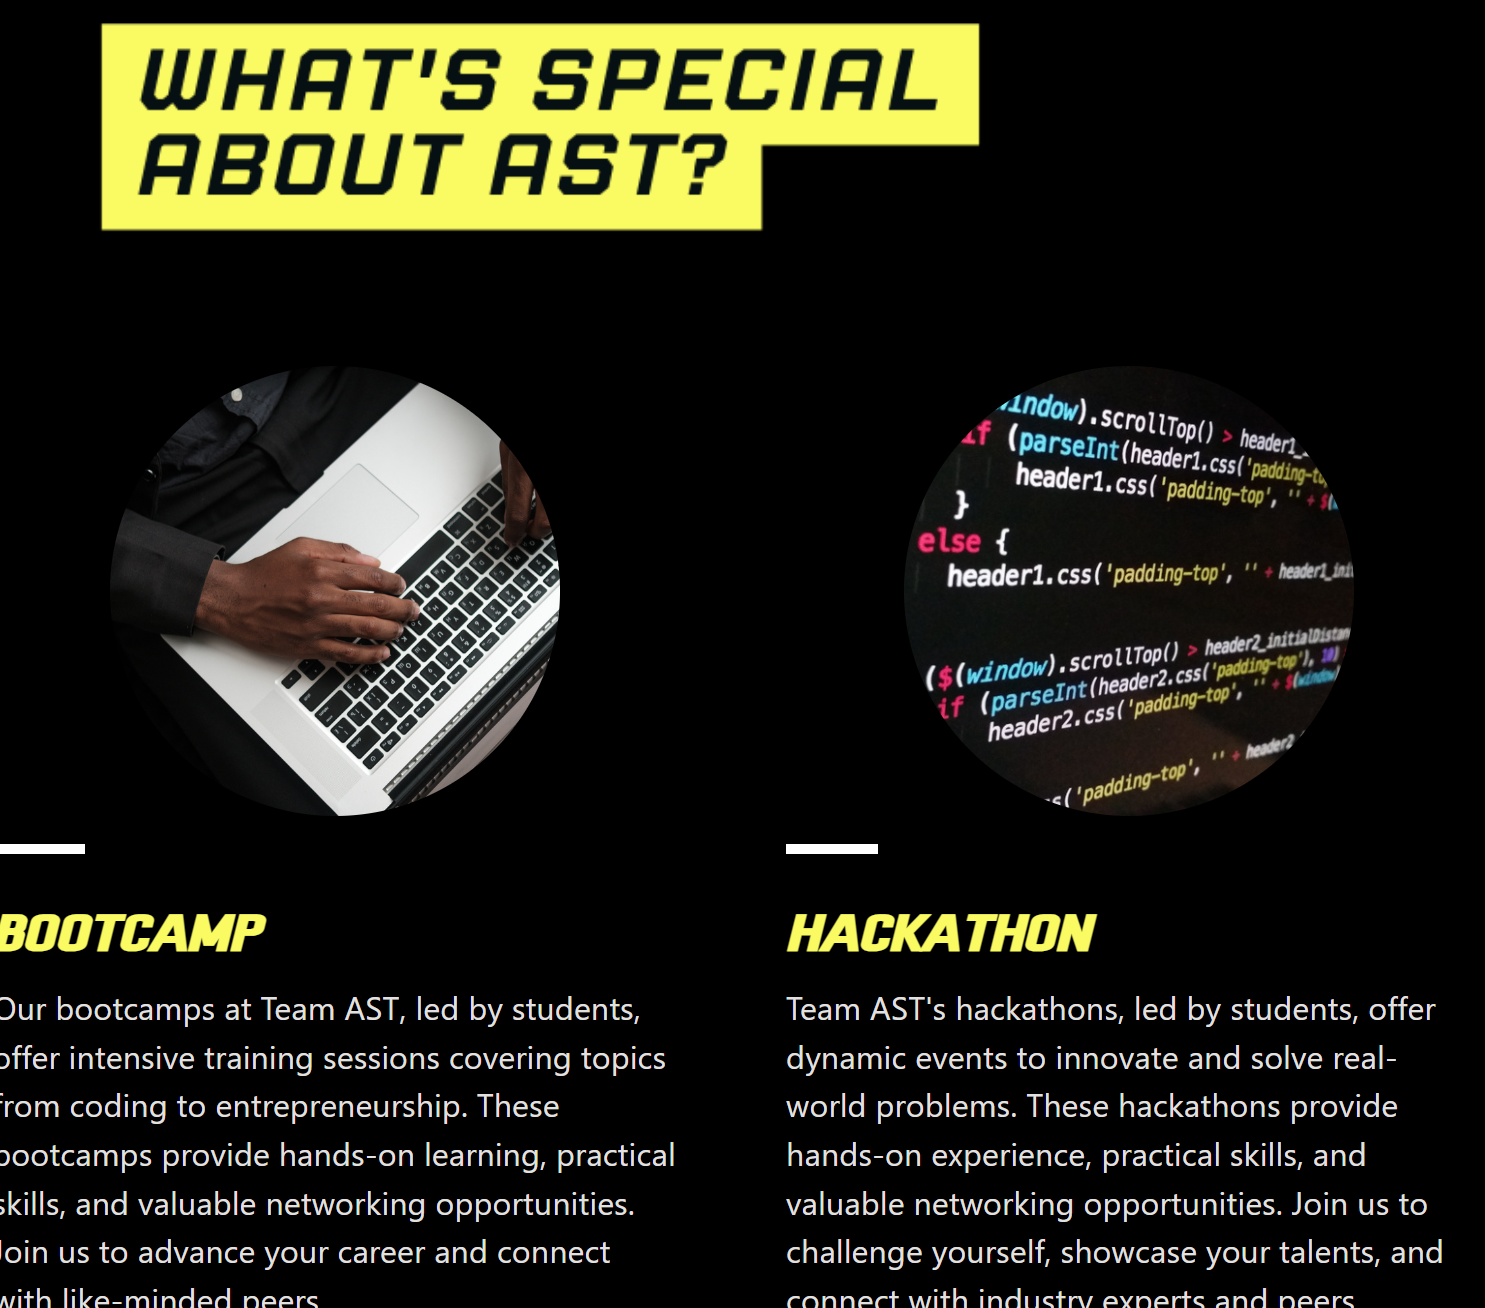 WHAT'S SPECIAL
ABOUT AST?
window).scrollTop() > header1_
if (parseInt(header1.css('padding-to
header1.css('padding-top', '' + $(
}
else {
header1.css('padding-top', '' + header1_ini
($(window).scrollTop() > header2_initialDistan
if (parseInt(header2.css('padding-top'), 10)
header2.css('padding-top', '' + $(window)
s('padding-top', '' + header2
BOOTCAMP
Our bootcamps at Team AST, led by students,
offer intensive training sessions covering topics
from coding to entrepreneurship. These
bootcamps provide hands-on learning, practical
skills, and valuable networking opportunities.
Join us to advance your career and connect
with like-minded peers
HACKATHON
Team AST's hackathons, led by students, offer
dynamic events to innovate and solve real-
world problems. These hackathons provide
hands-on experience, practical skills, and
valuable networking opportunities. Join us to
challenge yourself, showcase your talents, and
connect with industry experts and peers